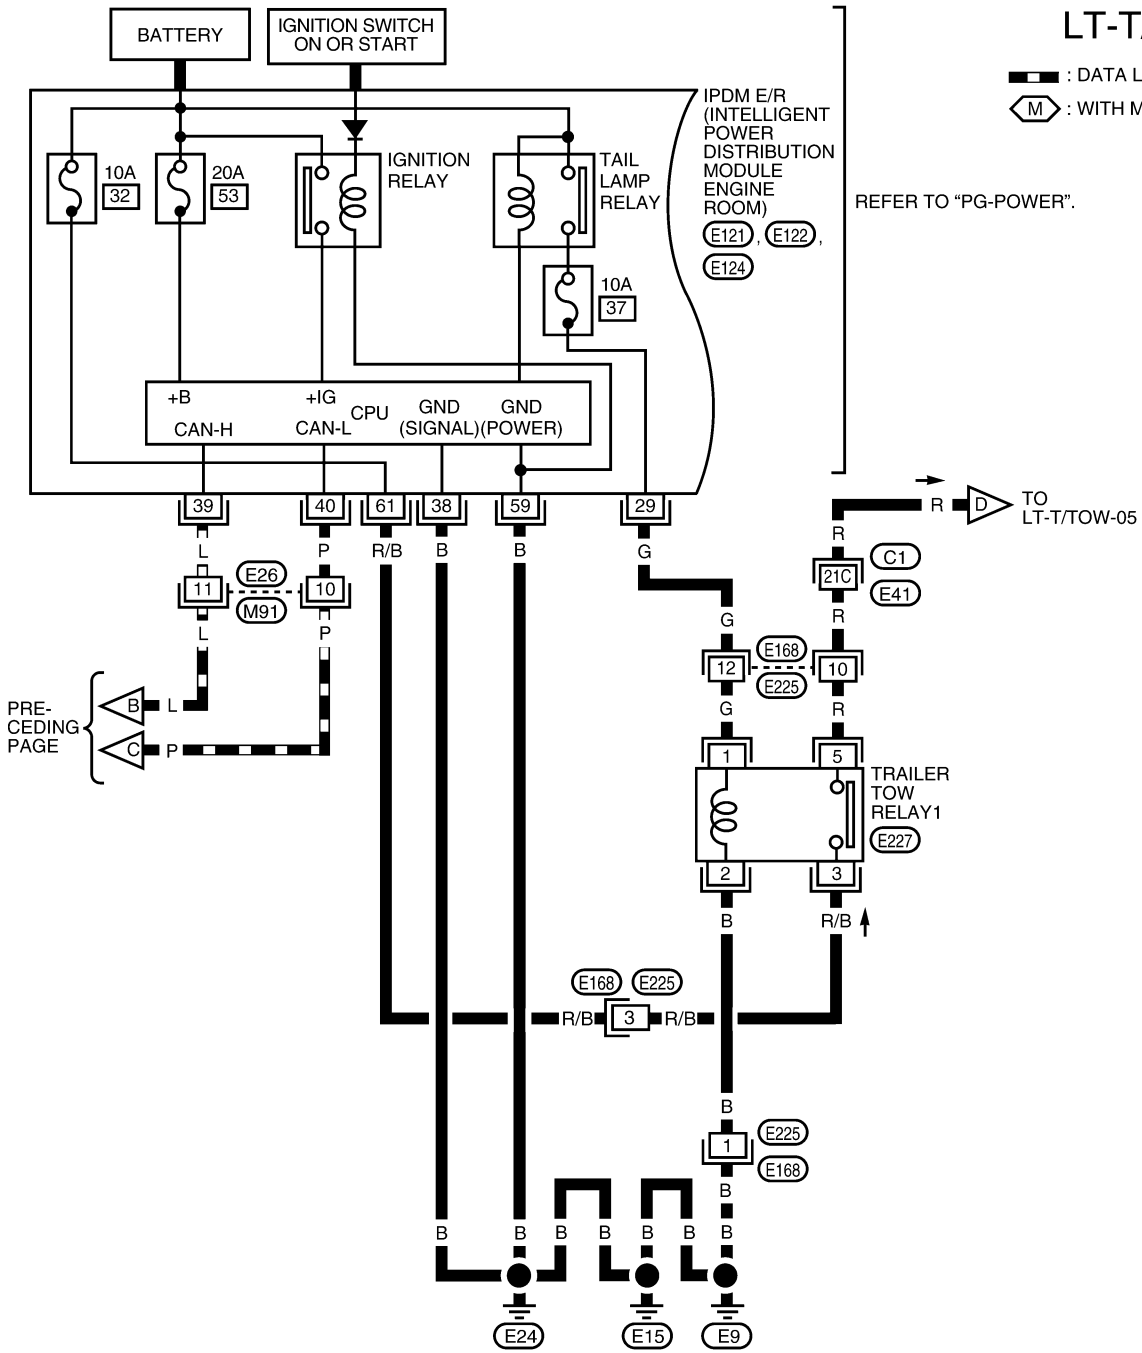 BATTERY
IGNITION SWITCH
ON OR START
LT-T/
: DATA L
M : WITH M
IPDM E/R
(INTELLIGENT
POWER
DISTRIBUTION
MODULE
ENGINE
ROOM)
E121 , E122 ,
E124
REFER TO “PG-POWER”.
10A
32
20A
53
IGNITION
RELAY
TAIL
LAMP
RELAY
10A
37
+B
+IG
CPU
GND
(SIGNAL)
GND
(POWER)
CAN-H
CAN-L
39
40
61
38
59
29
L
P
R/B
B
B
G
R
D
TO
LT-T/TOW-05
R
21C
C1
E41
R
11
E26
M91
10
L
P
G
12
E168
E225
10
G
R
PRE-
CEDING
PAGE
B
L
C
P
1
5
TRAILER
TOW
RELAY1
E227
2
3
B
R/B
E168
E225
R/B
3
R/B
B
1
E225
E168
B
B
B
B
B
B
B
B
E24
E15
E9